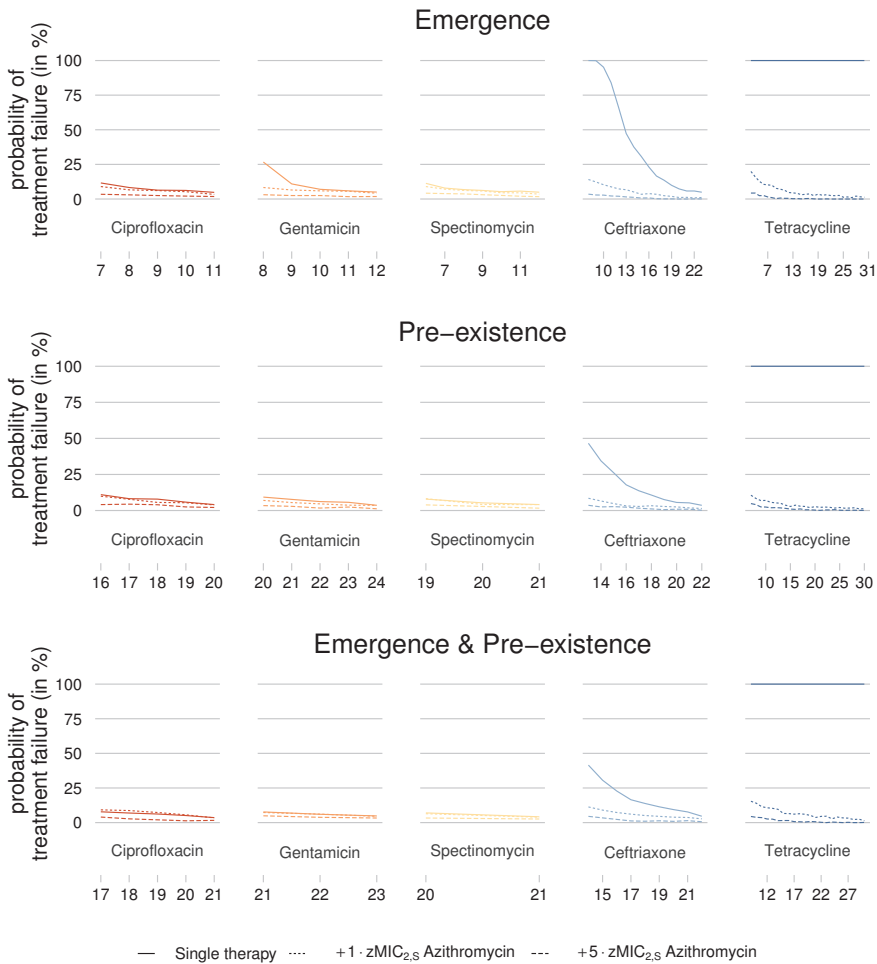 Emergence
probability of
treatment failure (in %)
100
75
50
25
0
Ciprofloxacin Gentamicin Spectinomycin Ceftriaxone Tetracycline
7 8 9 10 11 8 9 10 11 12 7 9 11 10 13 16 19 22 7 13 19 25 31
Pre−existence
probability of
treatment failure (in %)
100
75
50
25
0
Ciprofloxacin Gentamicin Spectinomycin Ceftriaxone Tetracycline
16 17 18 19 20 20 21 22 23 24 19 20 21 14 16 18 20 22 10 15 20 25 30
Emergence & Pre−existence
probability of
treatment failure (in %)
100
75
50
25
0
Ciprofloxacin Gentamicin Spectinomycin Ceftriaxone Tetracycline
17 18 19 20 21 21 22 23 20 21 15 17 19 21 12 17 22 27
Single therapy +1 · zMIC2,S Azithromycin +5 · zMIC2,S Azithromycin